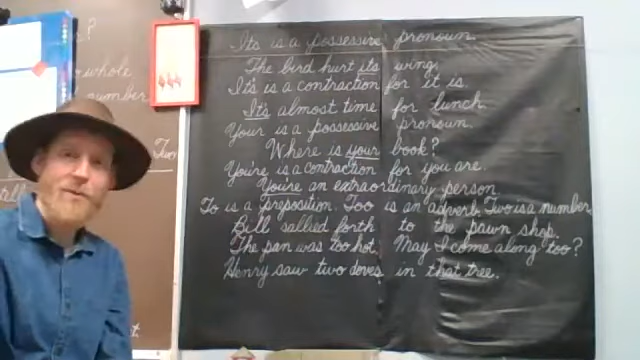 r?
whole
number
Two
till
Its is a possessive pronoun.
The bird hurt its wing.
It's is a contraction for it is.
It's almost time for lunch.
Your is a possessive pronoun.
Where is your book?
You're is a contraction for you are.
You're an extraordinary person.
To is a preposition. Too is an adverb. Two is a number.
Bill sallied forth to the pawn shop.
The pan was too hot. May I come along too?
Henry saw two doves in that tree.